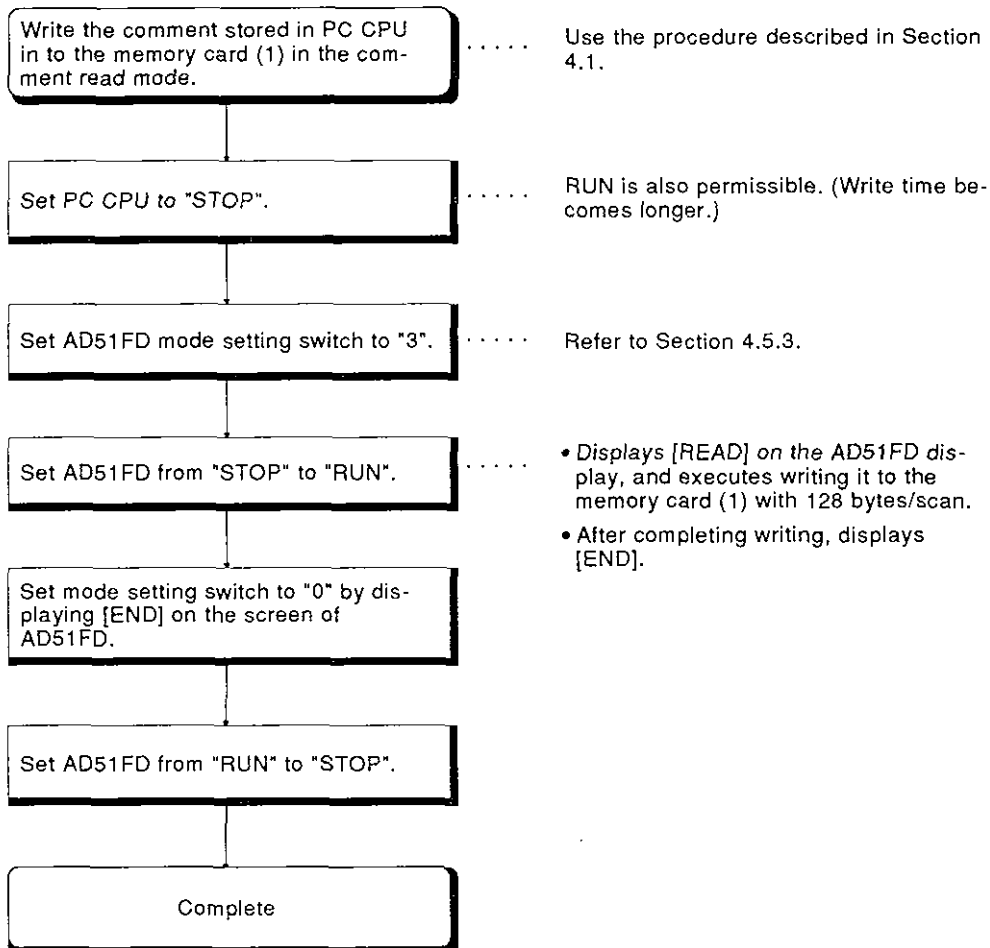 Write the comment stored in PC CPU
in to the memory card (1) in the com-
ment read mode.
. . . . .
Use the procedure described in Section
4.1.
Set PC CPU to "STOP".
. . . . .
RUN is also permissible. (Write time be-
comes longer.)
Set AD51FD mode setting switch to "3".
. . . . .
Refer to Section 4.5.3.
Set AD51FD from "STOP" to "RUN".
. . . . .
• Displays [READ] on the AD51FD dis-
play, and executes writing it to the
memory card (1) with 128 bytes/scan.
• After completing writing, displays
[END].
Set mode setting switch to "0" by dis-
playing [END] on the screen of
AD51FD.
Set AD51FD from "RUN" to "STOP".
Complete